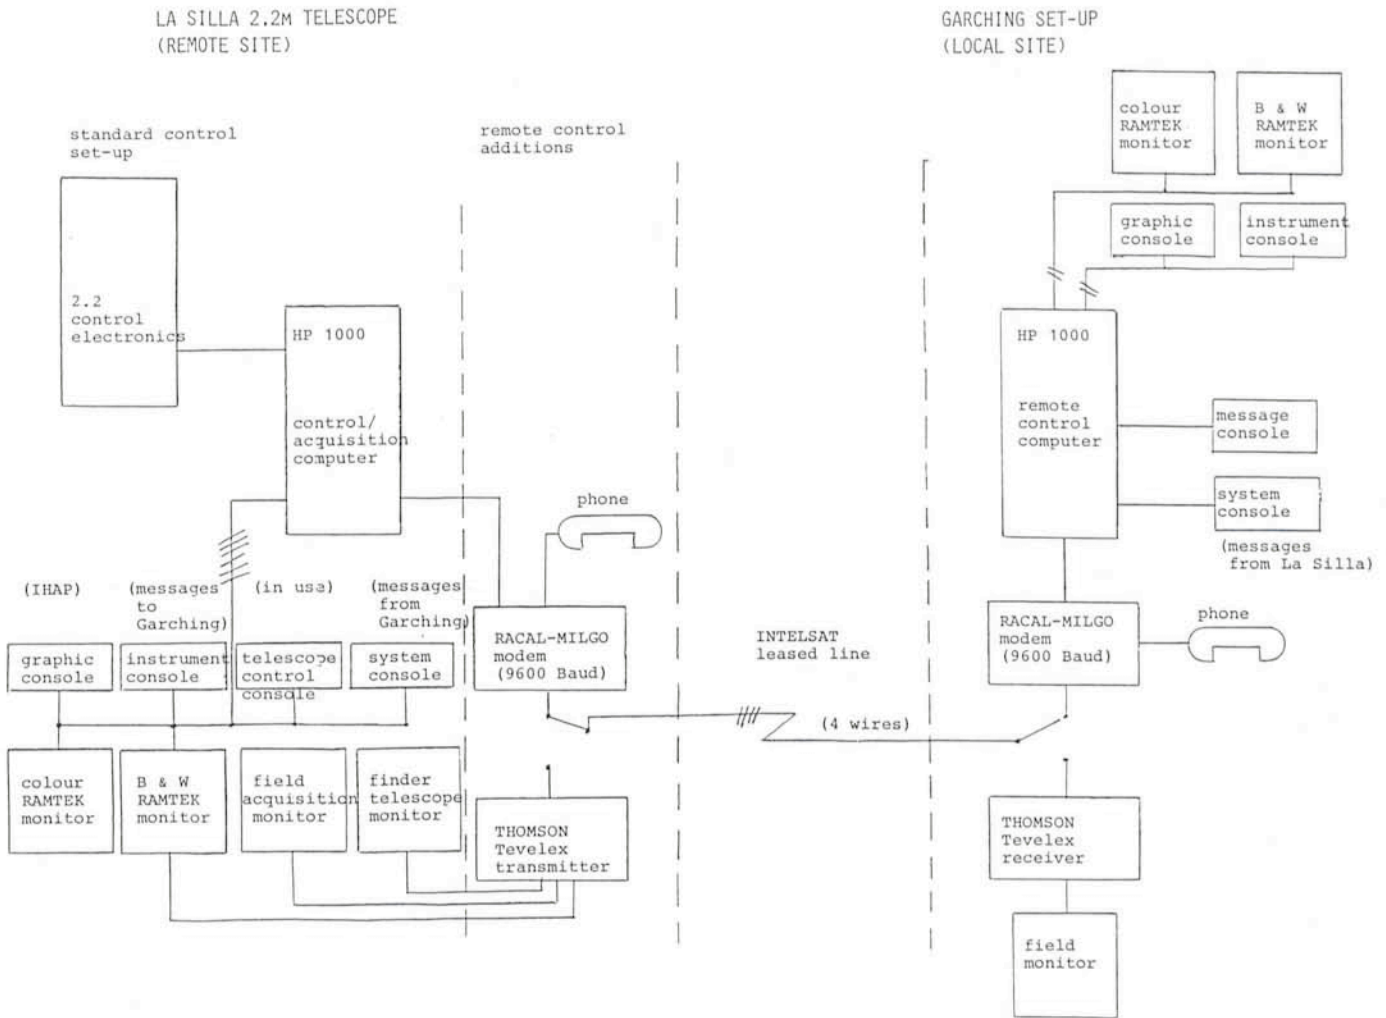 LA SILLA 2.2M TELESCOPE
(REMOTE SITE)
GARCHING SET-UP
(LOCAL SITE)
standard control
set-up
remote control
additions
colour
RAMTEK
monitor
B & W
RAMTEK
monitor
graphic
console
instrument
console
2.2
control
electronics
HP 1000
control/
acquisition
computer
HP 1000
remote
control
computer
message
console
system
console
(messages
from La Silla)
phone
(IHAP)
(messages
to
Garching)
(in use)
(messages
from
Garching)
graphic
console
instrument
console
telescope
control
console
system
console
RACAL-MILGO
modem
(9600 Baud)
INTELSAT
leased line
(4 wires)
RACAL-MILGO
modem
(9600 Baud)
phone
colour
RAMTEK
monitor
B & W
RAMTEK
monitor
field
acquisition
monitor
finder
telescope
monitor
THOMSON
Tevelex
transmitter
THOMSON
Tevelex
receiver
field
monitor